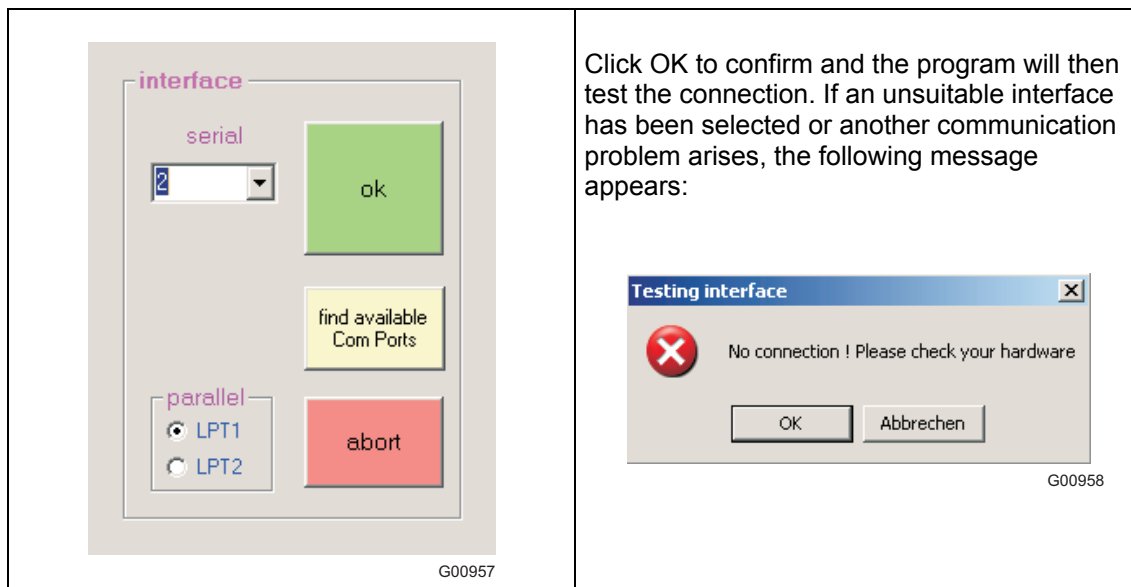 interface
serial
2
ok
find available
Com Ports
parallel
LPT1
LPT2
abort
G00957
Click OK to confirm and the program will then
test the connection. If an unsuitable interface
has been selected or another communication
problem arises, the following message
appears:
Testing interface
No connection ! Please check your hardware
OK
Abbrechen
G00958